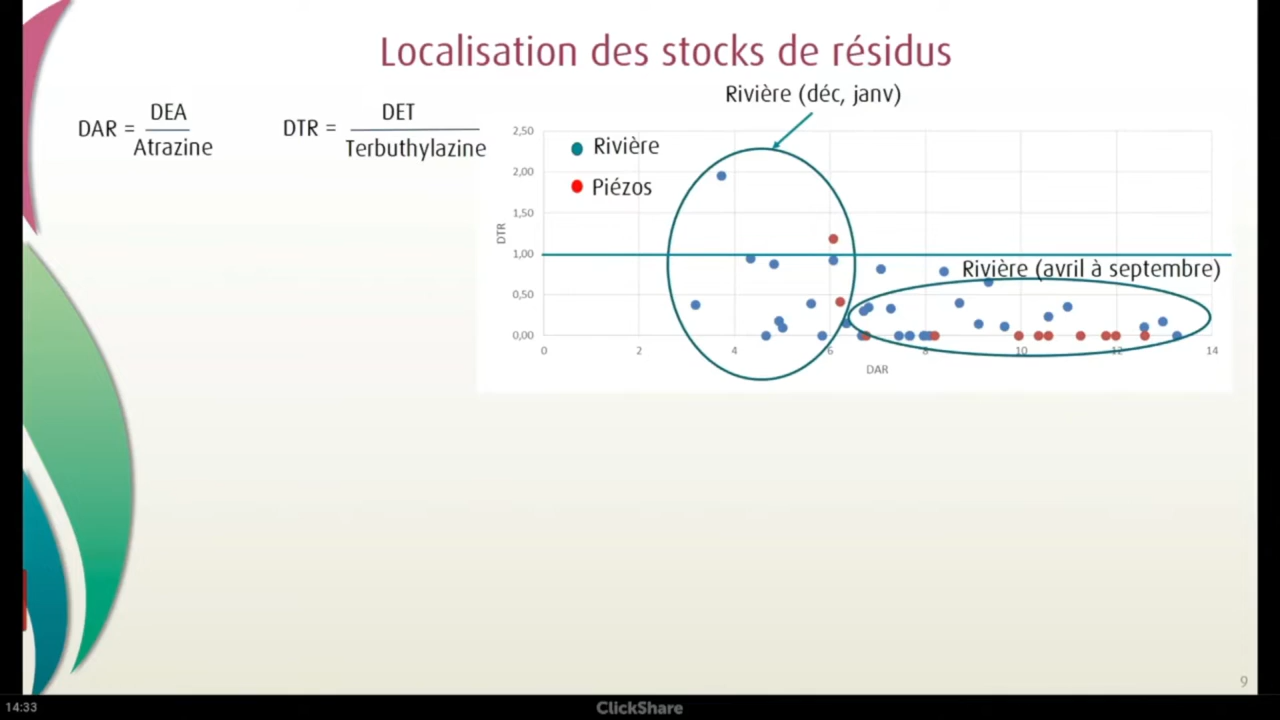 Localisation des stocks de résidus
Rivière (déc, janv)
DAR = DEA
Atrazine
DTR = DET
Terbuthylazine
Rivière
Piézos
Rivière (avril à septembre)
2,50
2,00
1,50
1,00
0,50
0,00
DTR
0 2 4 6 8 10 12 14
DAR
9
14:33
ClickShare